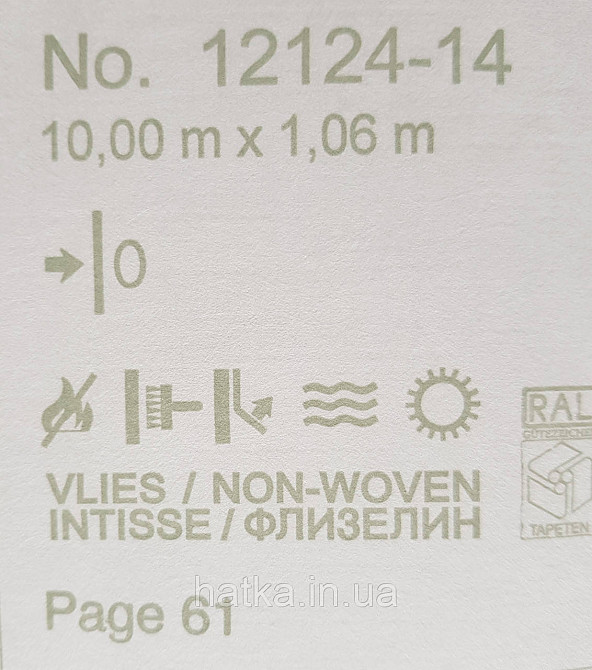 No. 12124-14
10,00 m x 1,06 m
0
RAL
GÜTEZEICHEN
TAPETEN
VLIES / NON-WOVEN
INTISSE / ФЛИЗЕЛИН
hatka.in.ua
Page 61